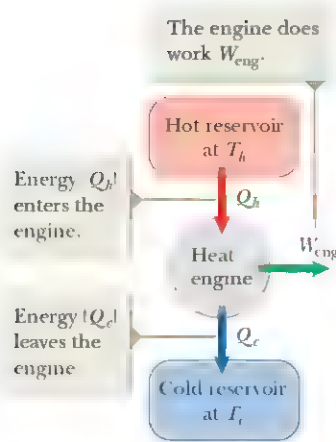 The engine does
work W_eng.
Hot reservoir
at T_h
Energy |Q_h|
enters the
engine.
Q_h
Heat
engine
W_eng
Energy |Q_c|
leaves the
engine
Q_c
Cold reservoir
at T_c